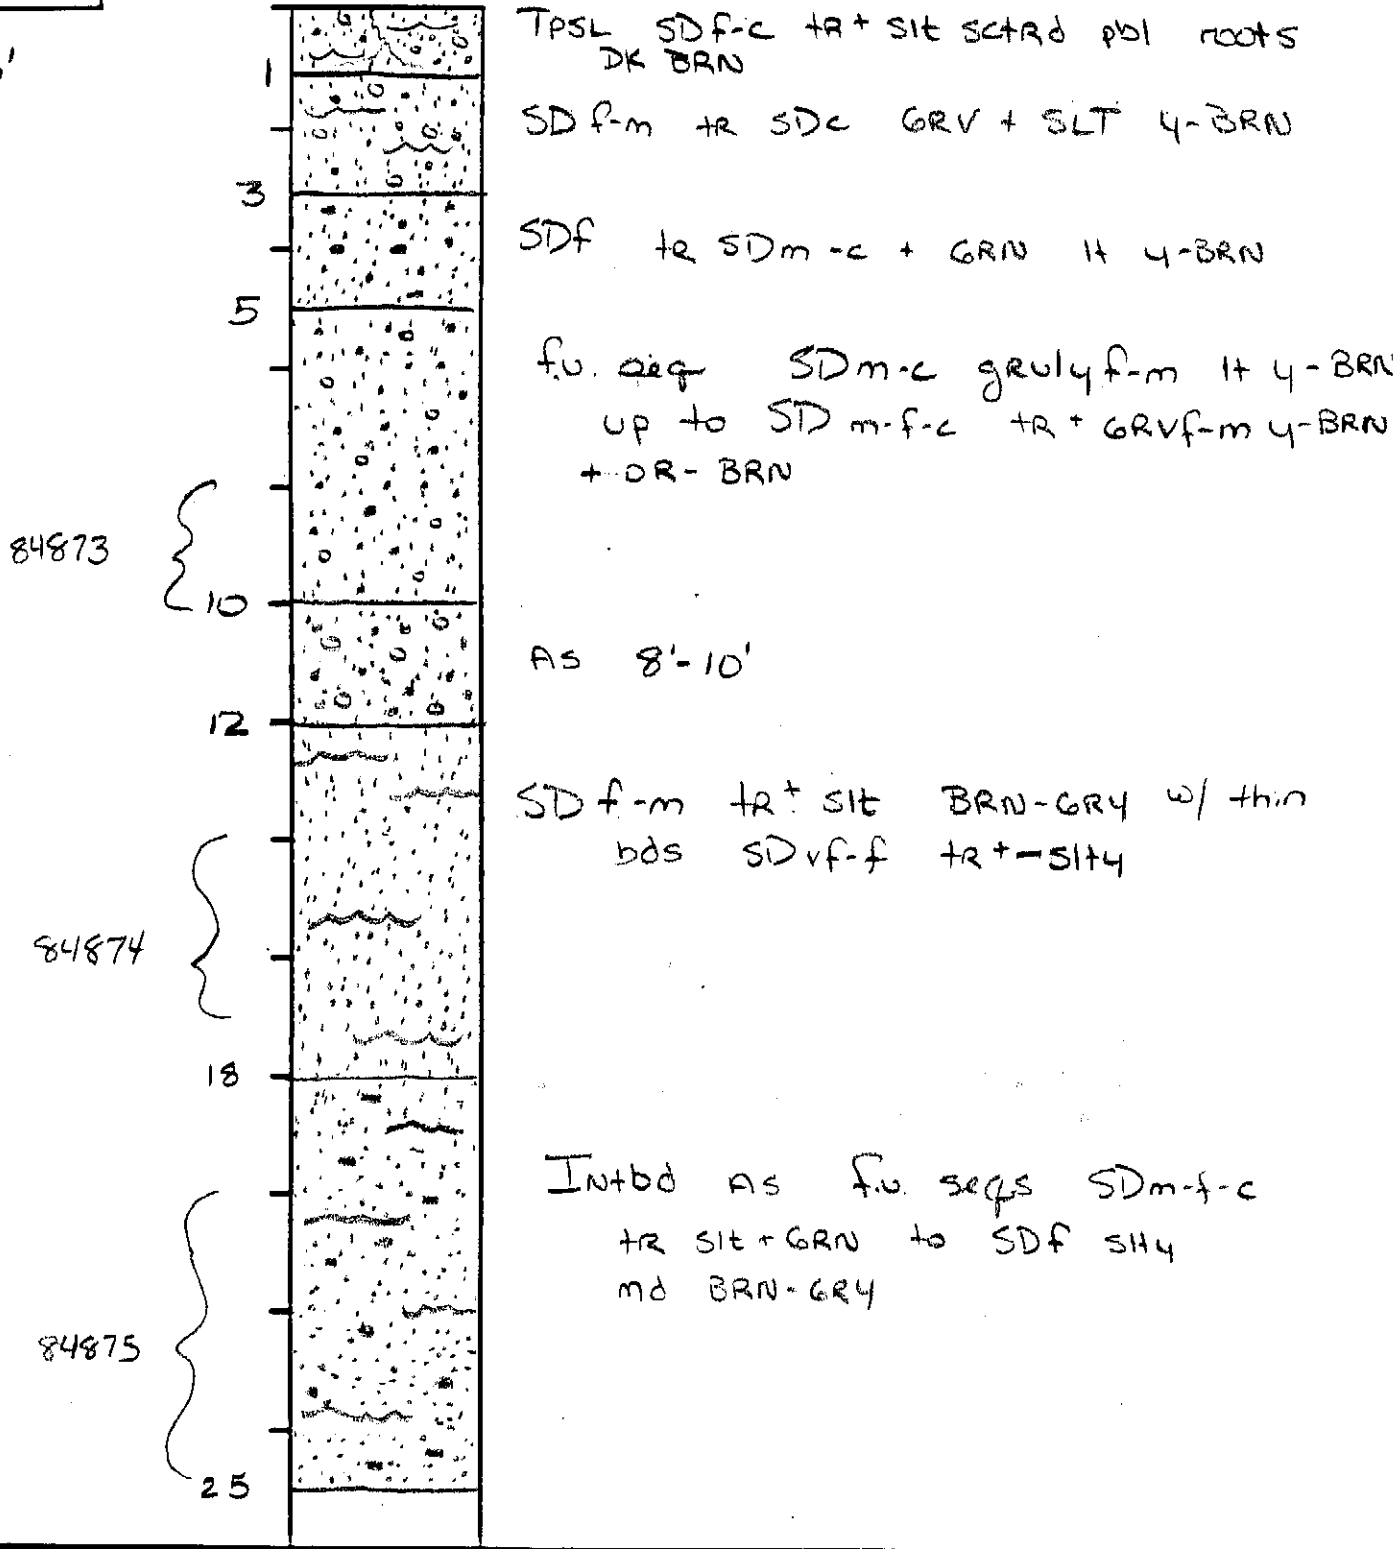 TPSL SDf-c tR+ slt sctRd pbl roots
DK BRN
1
SDf-m tR SDc GRV + SLT y-BRN
3
SDf tR SDm-c + GRN lt y-BRN
5
f.u. seq SDm-c gRvly f-m lt y-BRN
up to SD m-f-c tR+ GRVf-m y-BRN
+ OR-BRN
84873
10
As 8'-10'
12
SD f-m tR+ slt BRN-GRY w/ thin
bds SDvf-f tR+-slty
84874
18
Intbd As f.u. seqs SDm-f-c
tR slt + GRN to SDf slty
md BRN-GRY
84875
25